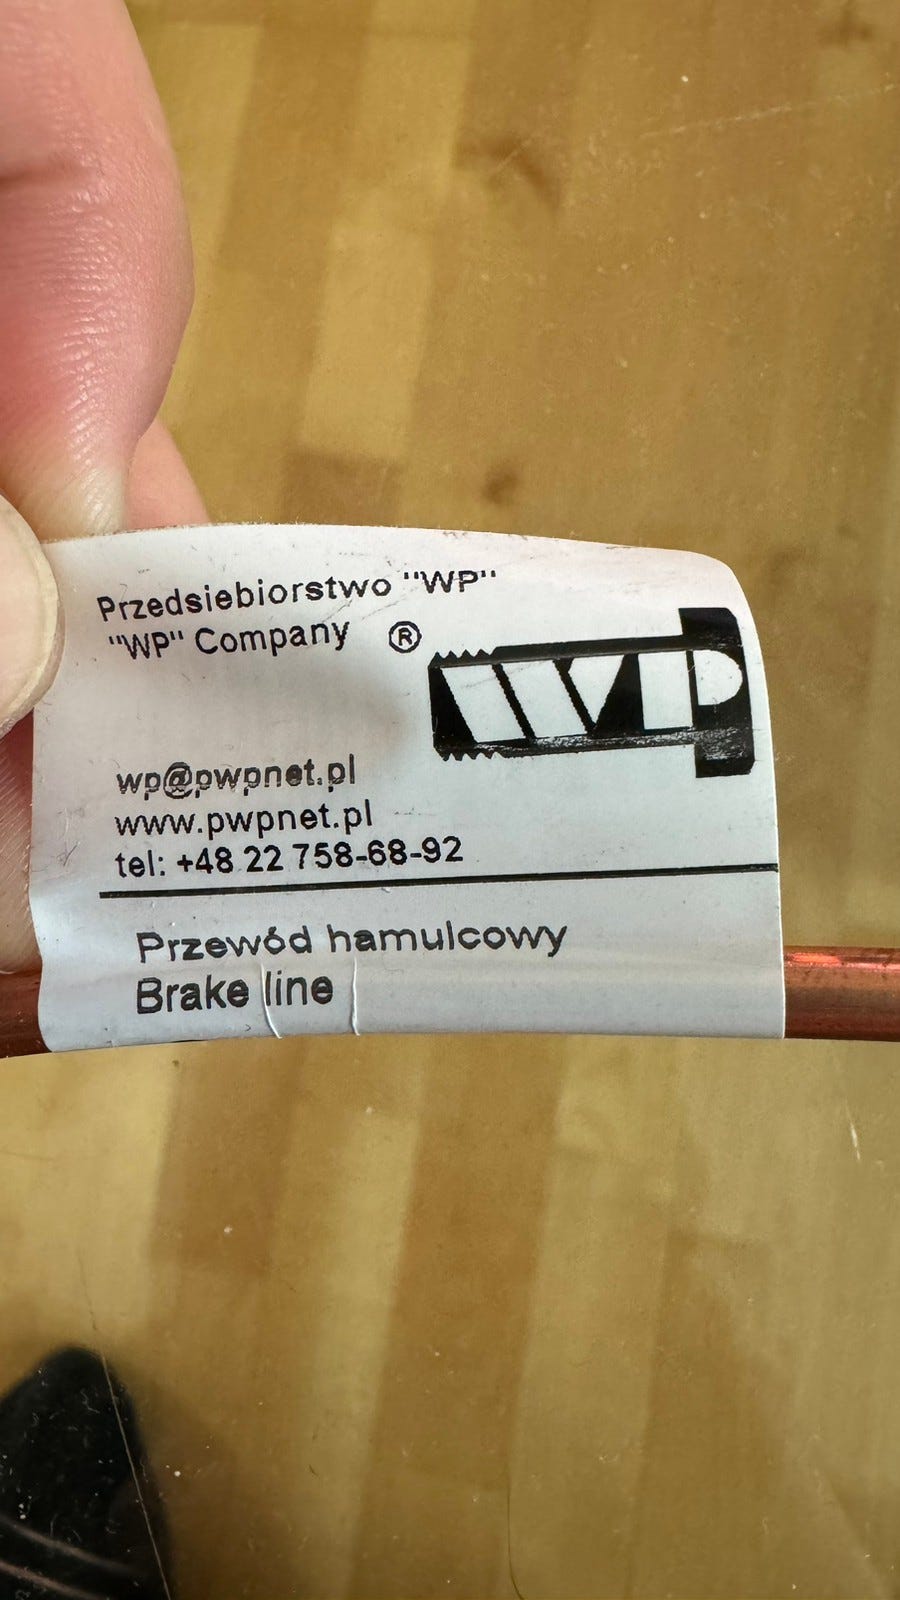 Przedsiebiorstwo "WP"
"WP" Company ®
WP
wp@pwpnet.pl
www.pwpnet.pl
tel: +48 22 758-68-92
Przewód hamulcowy
Brake line